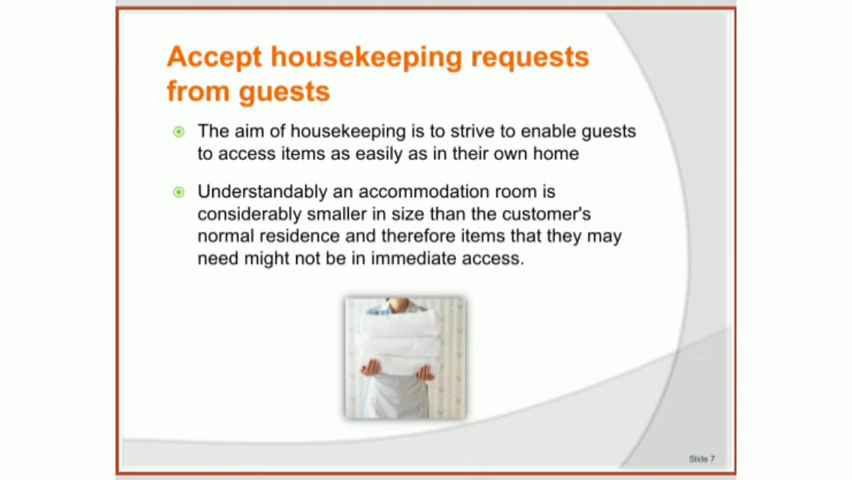 Accept housekeeping requests
from guests
The aim of housekeeping is to strive to enable guests
to access items as easily as in their own home
Understandably an accommodation room is
considerably smaller in size than the customer's
normal residence and therefore items that they may
need might not be in immediate access.
Slide 7